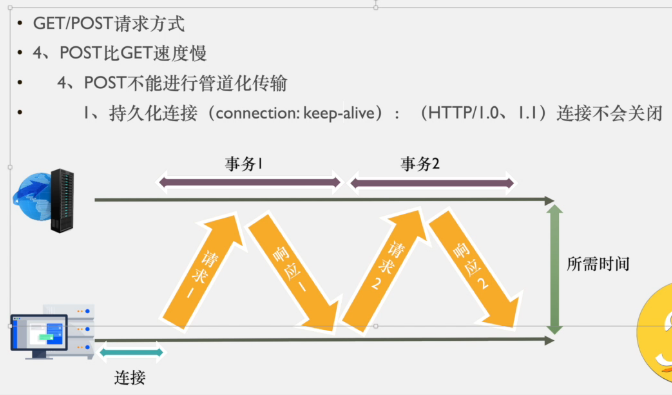 • GET/POST请求方式
• 4、POST比GET速度慢
• 4、POST不能进行管道化传输
• 1、持久化连接（connection: keep-alive）：（HTTP/1.0、1.1）连接不会关闭
事务1 事务2
请求1 响应1 请求2 响应2
所需时间
连接